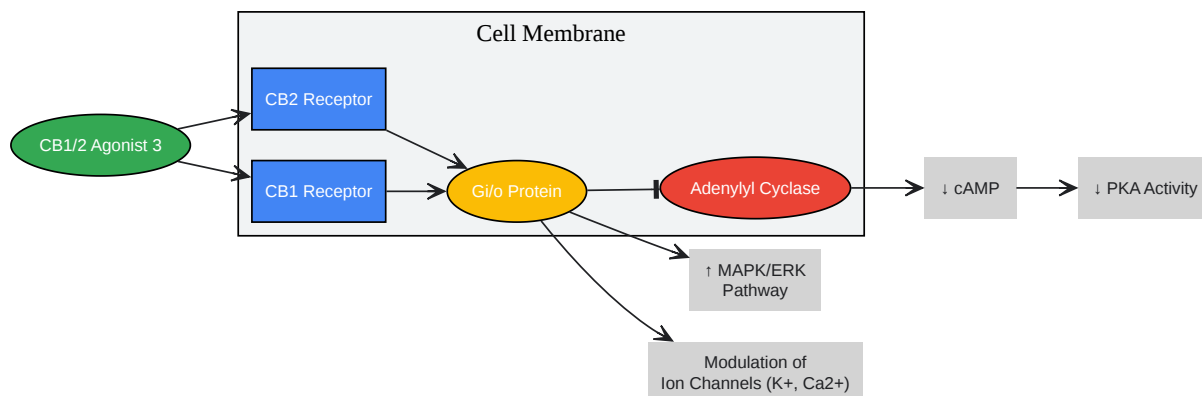 Cell Membrane
CB2 Receptor
CB1/2 Agonist 3
CB1 Receptor
Gi/o Protein
Adenylyl Cyclase
↓ cAMP
↓ PKA Activity
↑ MAPK/ERK
Pathway
Modulation of
Ion Channels (K+, Ca2+)